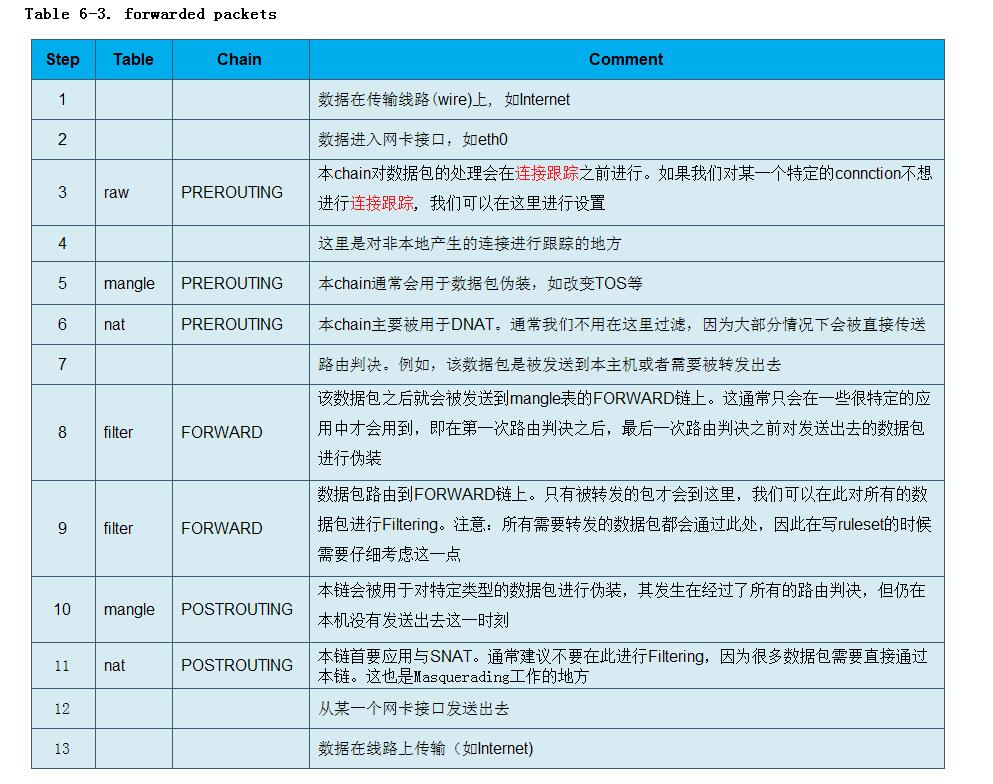 Table 6-3. forwarded packets
Step Table Chain Comment
1 数据在传输线路(wire)上, 如Internet
2 数据进入网卡接口，如eth0
3 raw PREROUTING 本chain对数据包的处理会在连接跟踪之前进行。如果我们对某一个特定的connction不想
进行连接跟踪, 我们可以在这里进行设置
4 这里是对非本地产生的连接进行跟踪的地方
5 mangle PREROUTING 本chain通常会用于数据包伪装，如改变TOS等
6 nat PREROUTING 本chain主要被用于DNAT。通常我们不用在这里过滤，因为大部分情况下会被直接传送
7 路由判决。例如，该数据包是被发送到本主机或者需要被转发出去
8 filter FORWARD 该数据包之后就会被发送到mangle表的FORWARD链上。这通常只会在一些很特定的应
用中才会用到，即在第一次路由判决之后，最后一次路由判决之前对发送出去的数据包
进行伪装
9 filter FORWARD 数据包路由到FORWARD链上。只有被转发的包才会到这里，我们可以在此对所有的数
据包进行Filtering。注意：所有需要转发的数据包都会通过此处，因此在写ruleset的时候
需要仔细考虑这一点
10 mangle POSTROUTING 本链会被用于对特定类型的数据包进行伪装，其发生在经过了所有的路由判决，但仍在
本机没有发送出去这一时刻
11 nat POSTROUTING 本链首要应用与SNAT。通常建议不要在此进行Filtering，因为很多数据包需要直接通过
本链。这也是Masquerading工作的地方
12 从某一个网卡接口发送出去
13 数据在线路上传输（如Internet)